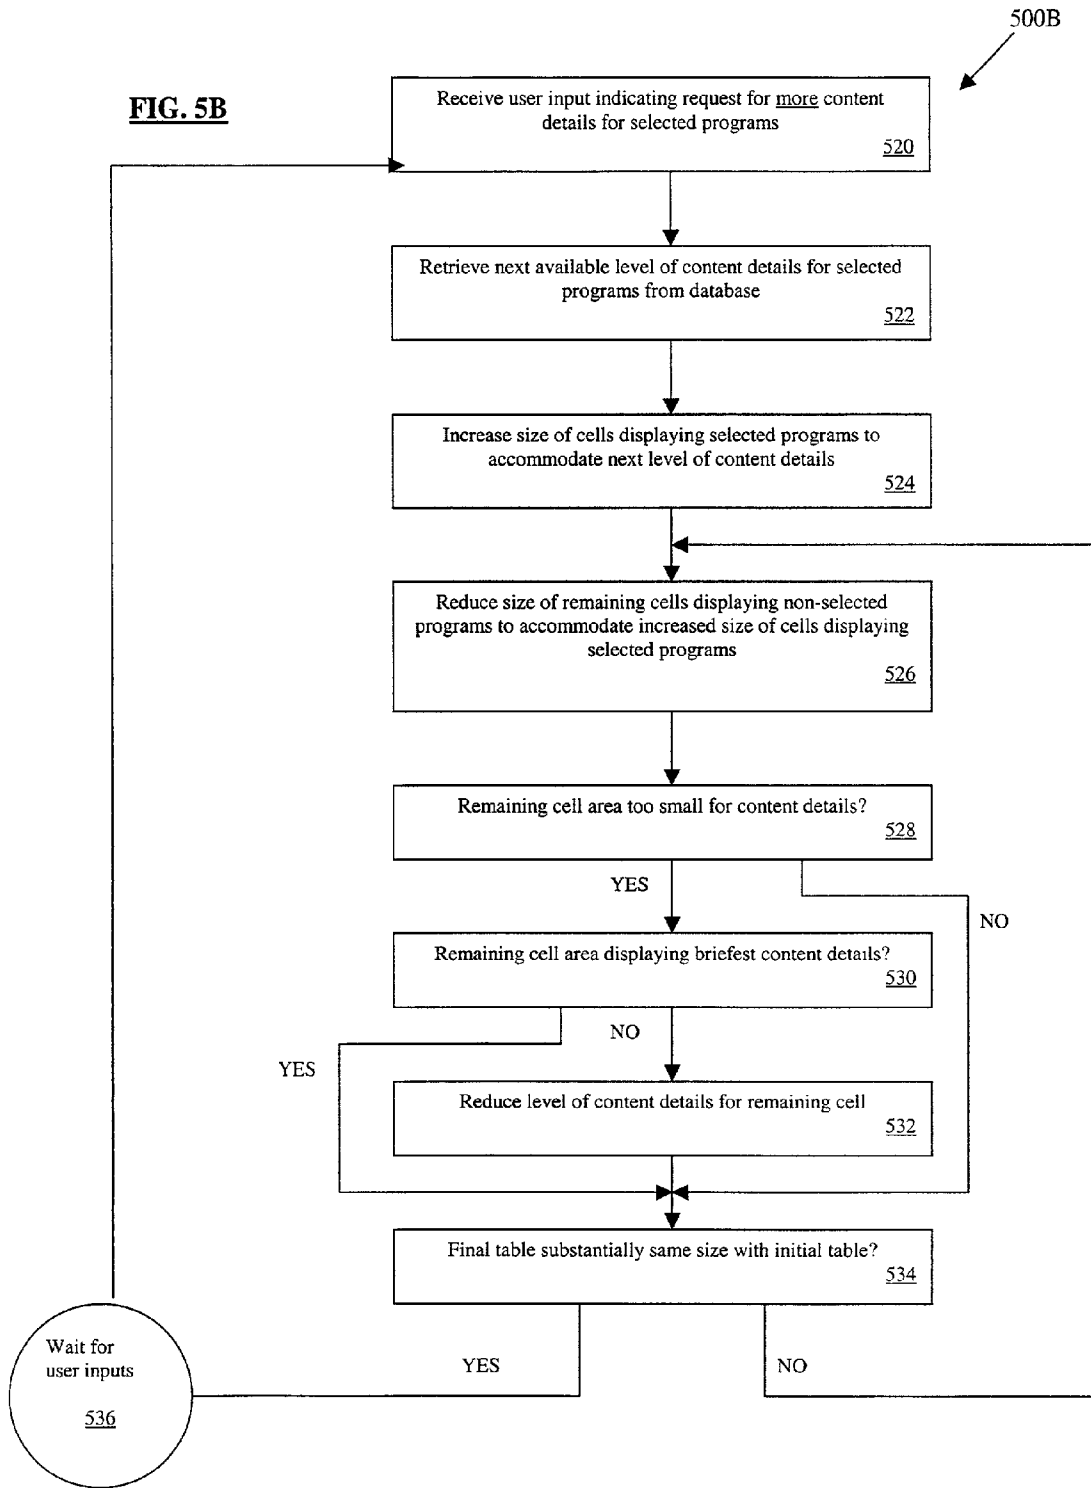 500B
FIG. 5B
Receive user input indicating request for more content
details for selected programs
520
Retrieve next available level of content details for selected
programs from database
522
Increase size of cells displaying selected programs to
accommodate next level of content details
524
Reduce size of remaining cells displaying non-selected
programs to accommodate increased size of cells displaying
selected programs
526
Remaining cell area too small for content details?
528
YES
NO
Remaining cell area displaying briefest content details?
530
NO
YES
Reduce level of content details for remaining cell
532
Final table substantially same size with initial table?
534
Wait for
user inputs
536
YES
NO